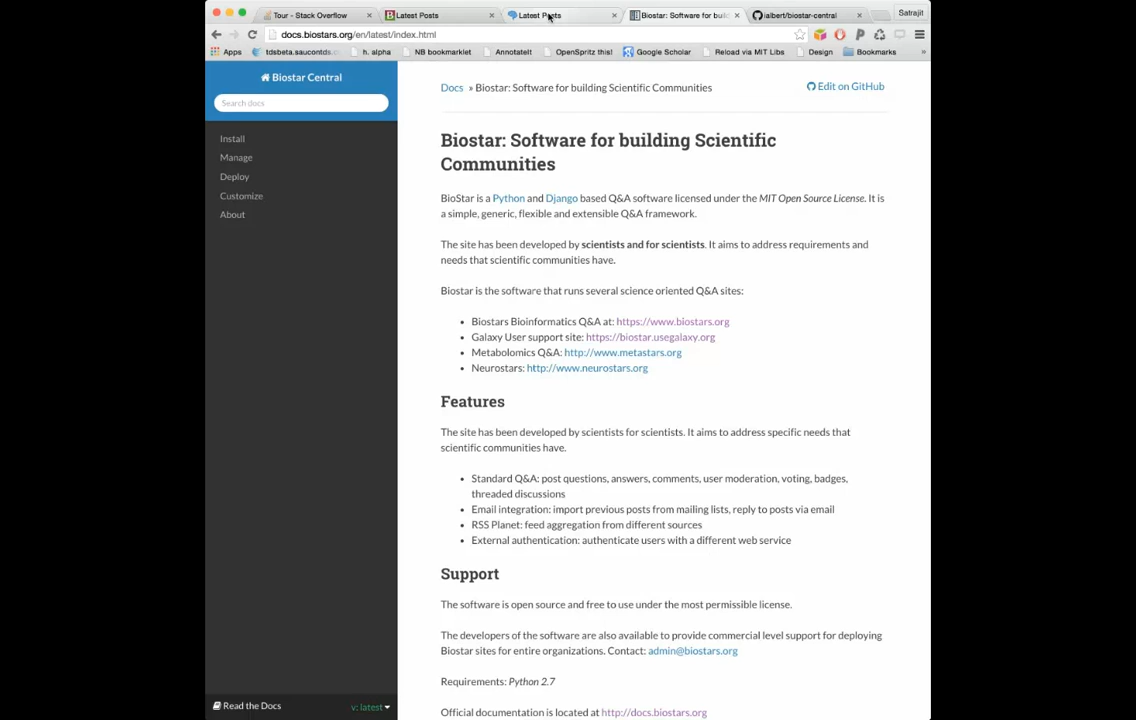 Tour - Stack Overflow
Latest Posts
Latest Posts
Biostar: Software for buil
ialbert/biostar-central
Satrajit
docs.biostars.org/en/latest/index.html
Apps
tdsbeta.saucontds.
h. alpha
NB bookmarklet
AnnotateIt
OpenSpritz this!
Google Scholar
Reload via MIT Libs
Design
Bookmarks
»
Biostar Central
Search docs
Install
Manage
Deploy
Customize
About
Read the Docs
v: latest
Docs » Biostar: Software for building Scientific Communities
Edit on GitHub
Biostar: Software for building Scientific
Communities
BioStar is a Python and Django based Q&A software licensed under the MIT Open Source License. It is
a simple, generic, flexible and extensible Q&A framework.
The site has been developed by scientists and for scientists. It aims to address requirements and
needs that scientific communities have.
Biostar is the software that runs several science oriented Q&A sites:
• Biostars Bioinformatics Q&A at: https://www.biostars.org
• Galaxy User support site: https://biostar.usegalaxy.org
• Metabolomics Q&A: http://www.metastars.org
• Neurostars: http://www.neurostars.org
Features
The site has been developed by scientists for scientists. It aims to address specific needs that
scientific communities have.
• Standard Q&A: post questions, answers, comments, user moderation, voting, badges,
threaded discussions
• Email integration: import previous posts from mailing lists, reply to posts via email
• RSS Planet: feed aggregation from different sources
• External authentication: authenticate users with a different web service
Support
The software is open source and free to use under the most permissible license.
The developers of the software are also available to provide commercial level support for deploying
Biostar sites for entire organizations. Contact: admin@biostars.org
Requirements: Python 2.7
Official documentation is located at http://docs.biostars.org